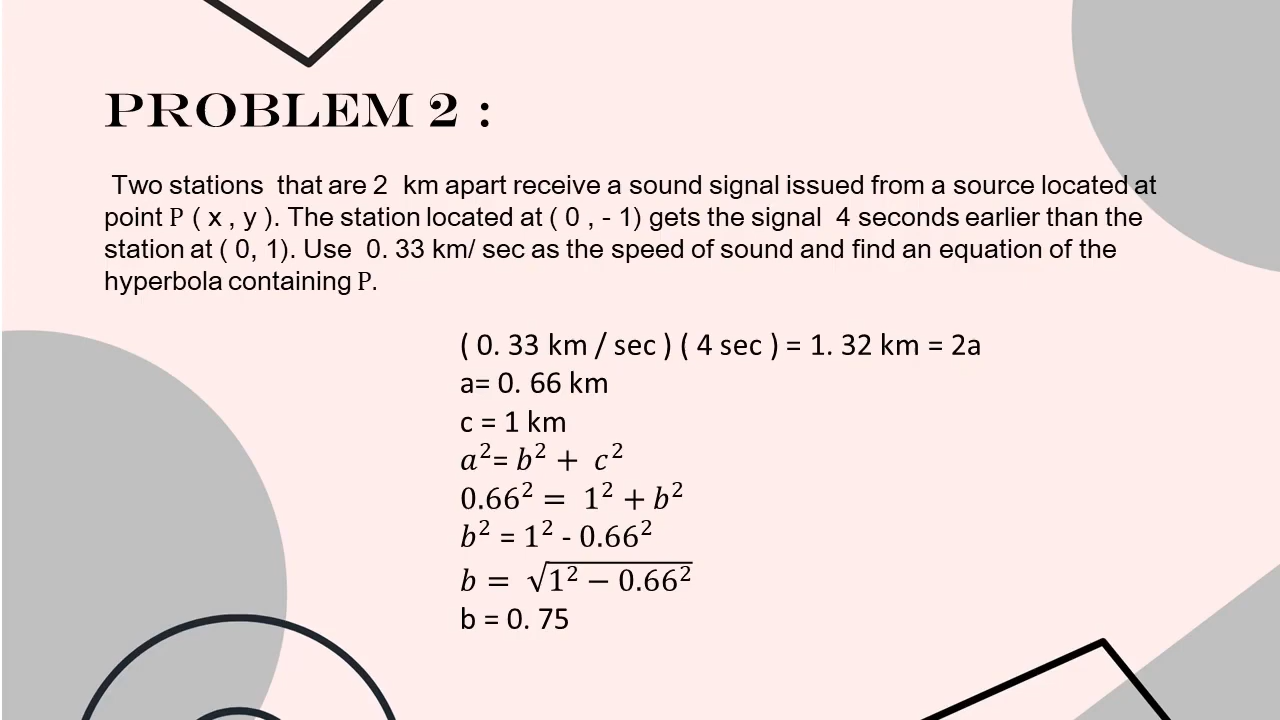 PROBLEM 2 :
Two stations that are 2 km apart receive a sound signal issued from a source located at
point P ( x , y ). The station located at ( 0 , - 1) gets the signal 4 seconds earlier than the
station at ( 0, 1). Use 0. 33 km/ sec as the speed of sound and find an equation of the
hyperbola containing P.
( 0. 33 km / sec ) ( 4 sec ) = 1. 32 km = 2a
a= 0. 66 km
c = 1 km
𝑎²= 𝑏² + 𝑐²
0.66² = 1² + 𝑏²
𝑏² = 1² - 0.66²
𝑏 = √1² − 0.66²
b = 0. 75